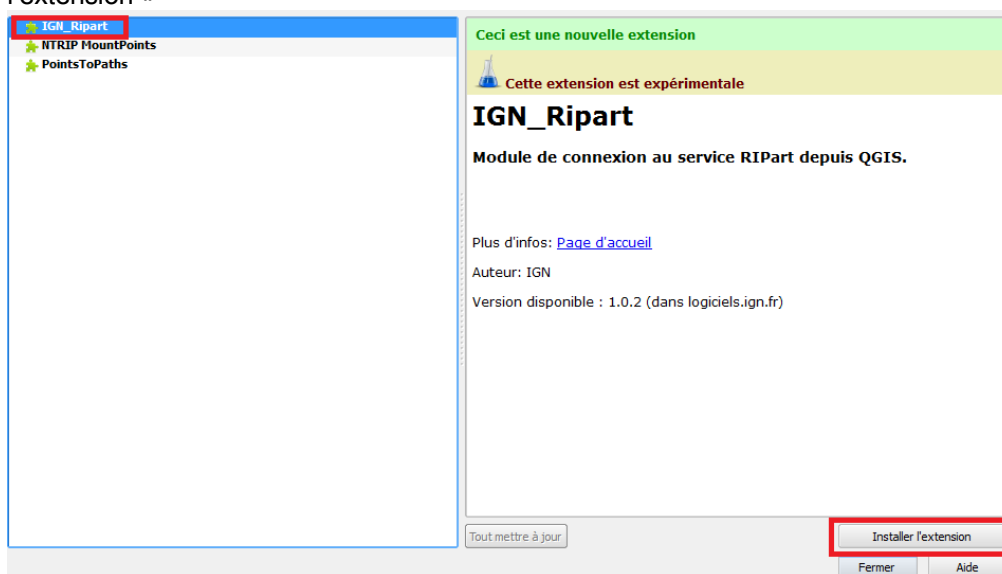 l'extension »
IGN_Ripart
NTRIP MountPoints
PointsToPaths
Ceci est une nouvelle extension
Cette extension est expérimentale
IGN_Ripart
Module de connexion au service RIPart depuis QGIS.
Plus d'infos: Page d'accueil
Auteur: IGN
Version disponible : 1.0.2 (dans logiciels.ign.fr)
Tout mettre à jour
Installer l'extension
Fermer
Aide